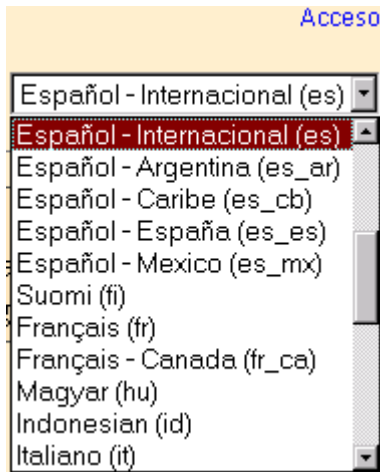 Acceso
Español - Internacional (es)
Español - Internacional (es)
Español - Argentina (es_ar)
Español - Caribe (es_cb)
Español - España (es_es)
Español - Mexico (es_mx)
Suomi (fi)
Français (fr)
Français - Canada (fr_ca)
Magyar (hu)
Indonesian (id)
Italiano (it)